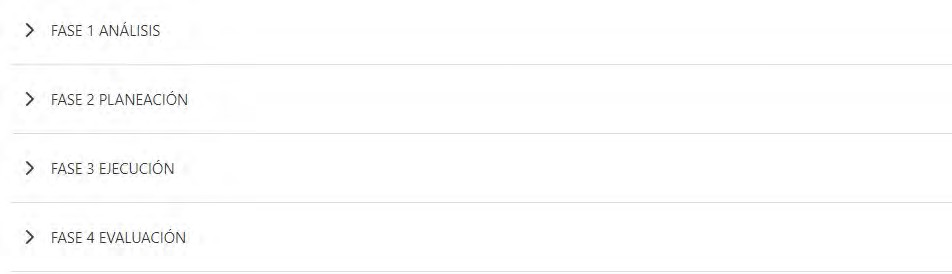 FASE 1 ANÁLISIS
FASE 2 PLANEACIÓN
FASE 3 EJECUCIÓN
FASE 4 EVALUACIÓN